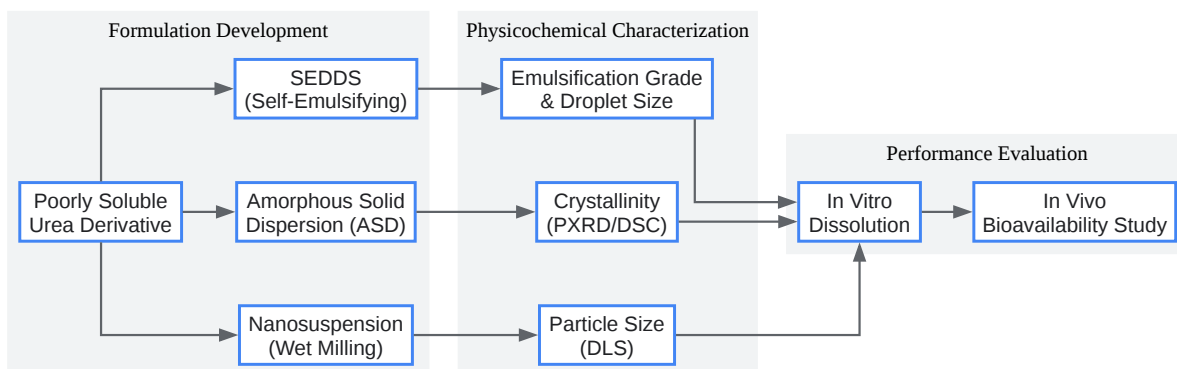 Formulation Development
Physicochemical Characterization
SEDDS
(Self-Emulsifying)
Emulsification Grade
& Droplet Size
Performance Evaluation
Poorly Soluble
Urea Derivative
Amorphous Solid
Dispersion (ASD)
Crystallinity
(PXRD/DSC)
In Vitro
Dissolution
In Vivo
Bioavailability Study
Nanosuspension
(Wet Milling)
Particle Size
(DLS)